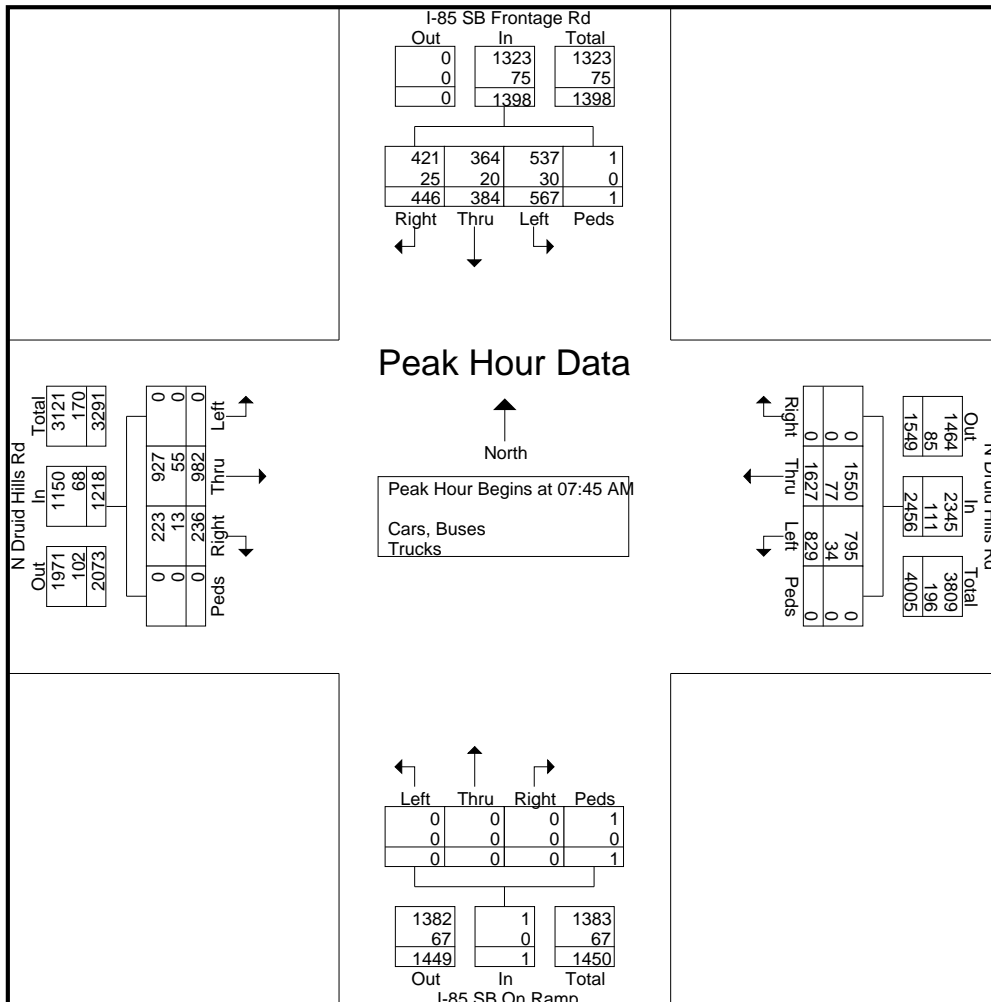 I-85 SB Frontage Rd
Out In Total
0 1323 1323
0 75 75
0 1398 1398
421 364 537 1
25 20 30 0
446 384 567 1
Right Thru Left Peds
Peak Hour Data
North
Peak Hour Begins at 07:45 AM
Cars, Buses
Trucks
N Druid Hills Rd
Out In Total
1971 1150 3121
102 68 170
2073 1218 3291
Left Thru Right Peds
0 927 223 0
0 55 13 0
0 982 236 0
N Druid Hills Rd
Out In Total
1464 2345 3809
85 111 196
1549 2456 4005
Right Thru Left Peds
0 1550 795 0
0 77 34 0
0 1627 829 0
Left Thru Right Peds
0 0 0 1
0 0 0 0
0 0 0 1
1382 1 1383
67 0 67
1449 1 1450
Out In Total
I-85 SB On Ramp